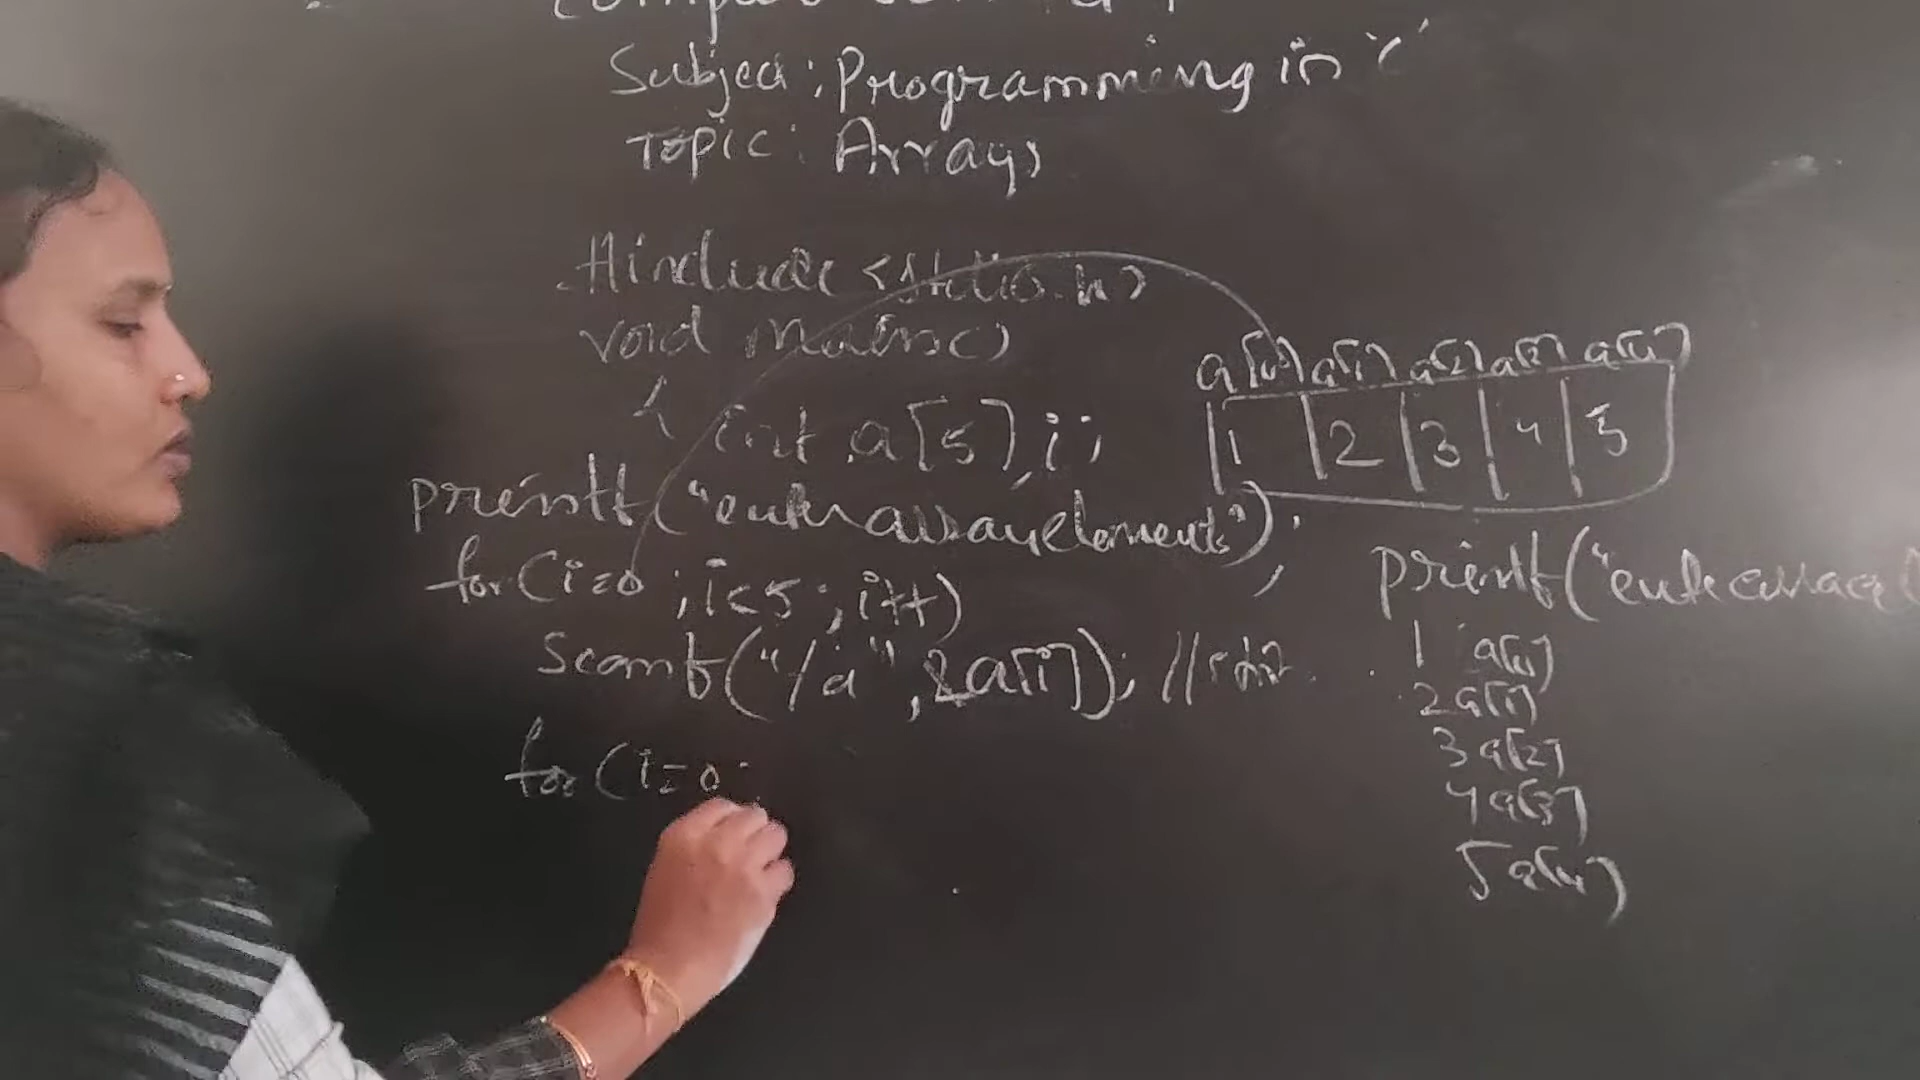 Subject: Programming in 'C'
Topic: Arrays
#include <stdio.h>
void main()
{
int a[5], i;
printf("enter array elements");
for(i=0; i<5; i++)
scanf("/d", &a[i]); //
for(i=0;
a[0] a[1] a[2] a[3] a[4]
1 2 3 4 5
printf("enter array
1 a[0]
2 a[1]
3 a[2]
4 a[3]
5 a[4]